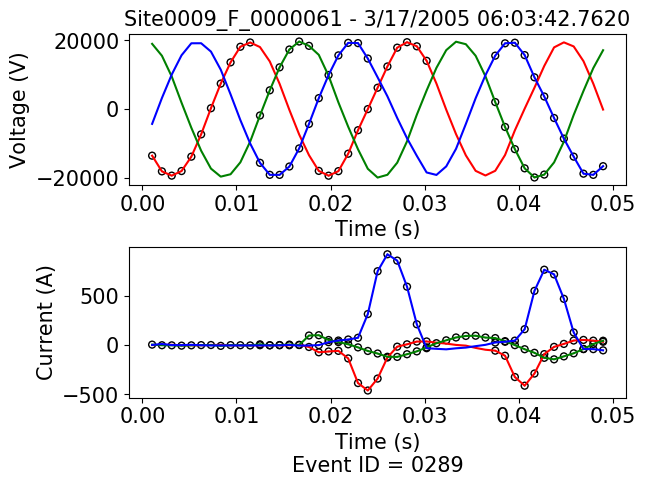 Site0009_F_0000061 - 3/17/2005 06:03:42.7620
Voltage (V)
20000
0
−20000
0.00 0.01 0.02 0.03 0.04 0.05
Time (s)
Current (A)
500
0
−500
0.00 0.01 0.02 0.03 0.04 0.05
Time (s)
Event ID = 0289